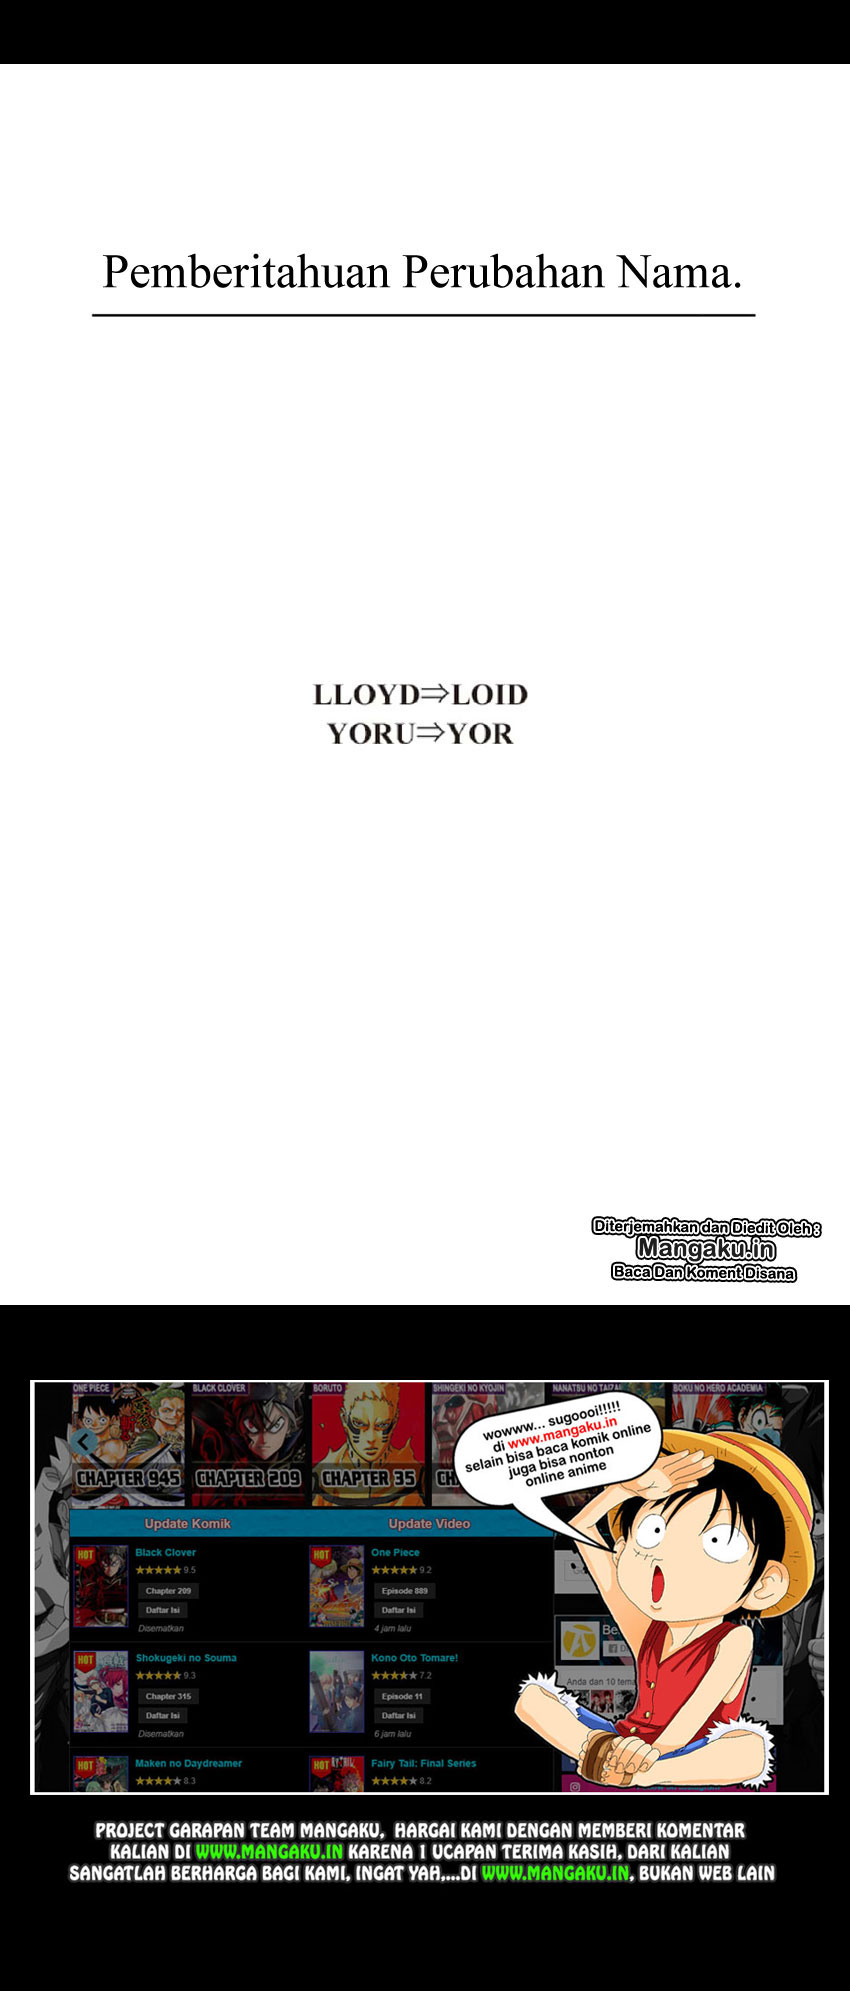 Pemberitahuan Perubahan Nama.
LLOYD⇒LOID
YORU⇒YOR
Diterjemahkan dan Diedit Oleh:
Mangaku.in
Baca Dan Koment Disana
ONE PIECE
BLACK CLOVER
BORUTO
SHINGEKI NO KYOJIN
NANATSU NO TAIZAI
BOKU NO HERO ACADEMIA
CHAPTER 945
CHAPTER 209
CHAPTER 35
wowww... sugoooi!!!!!
di www.mangaku.in
selain bisa baca komik online
juga bisa nonton
online anime
Update Komik
Update Video
HOT
Black Clover
★★★★★ 9.5
Chapter 209
Daftar Isi
Disematkan
HOT
One Piece
★★★★★ 9.2
Episode 889
Daftar Isi
4 jam lalu
HOT
Shokugeki no Souma
★★★★★ 9.3
Chapter 315
Daftar Isi
Disematkan
Kono Oto Tomare!
★★★★★ 7.2
Episode 11
Daftar Isi
6 jam lalu
HOT
Maken no Daydreamer
★★★★★ 8.3
HOT
Fairy Tail: Final Series
★★★★★ 8.2
Anda dan 10 tema
PROJECT GARAPAN TEAM MANGAKU, HARGAI KAMI DENGAN MEMBERI KOMENTAR
KALIAN DI WWW.MANGAKU.IN KARENA 1 UCAPAN TERIMA KASIH, DARI KALIAN
SANGATLAH BERHARGA BAGI KAMI, INGAT YAH,...DI WWW.MANGAKU.IN, BUKAN WEB LAIN